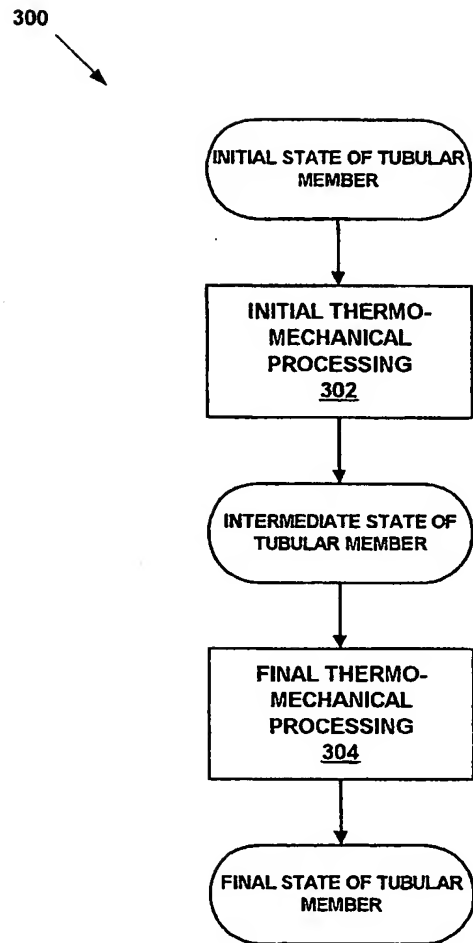 300
INITIAL STATE OF TUBULAR
MEMBER
INITIAL THERMO-
MECHANICAL
PROCESSING
302
INTERMEDIATE STATE OF
TUBULAR MEMBER
FINAL THERMO-
MECHANICAL
PROCESSING
304
FINAL STATE OF TUBULAR
MEMBER